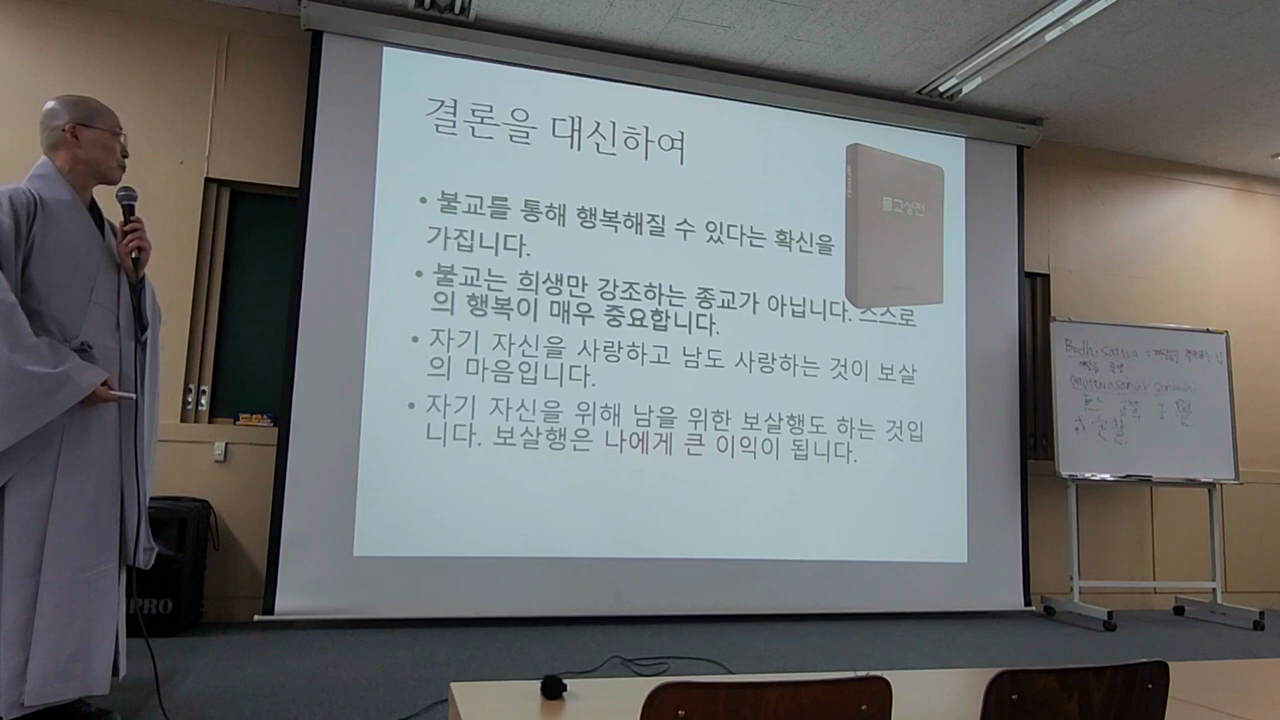 결론을 대신하여
• 불교를 통해 행복해질 수 있다는 확신을
가집니다.
• 불교는 희생만 강조하는 종교가 아닙니다. 스스로
의 행복이 매우 중요합니다.
• 자기 자신을 사랑하고 남도 사랑하는 것이 보살
의 마음입니다.
• 자기 자신을 위해 남을 위한 보살행도 하는 것입
니다. 보살행은 나에게 큰 이익이 됩니다.
불교성전
Bodhisattva
PRO